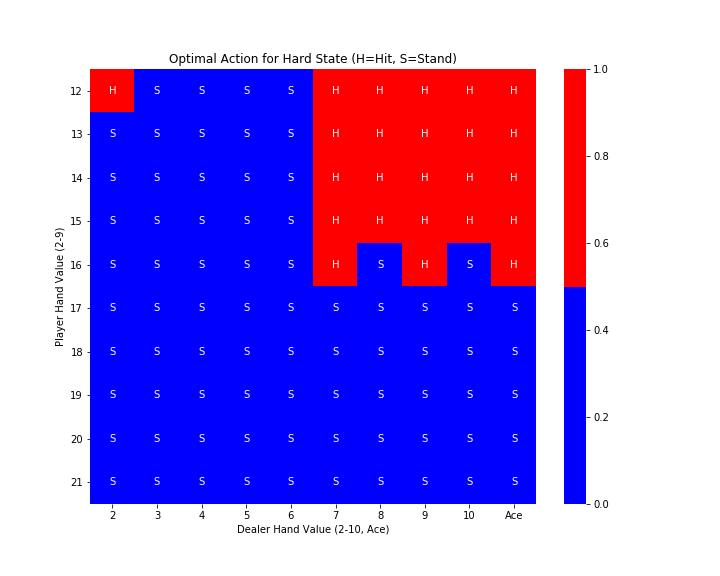 Optimal Action for Hard State (H=Hit, S=Stand)
12 H S S S S H H H H H
13 S S S S S H H H H H
14 S S S S S H H H H H
15 S S S S S H H H H H
16 S S S S S H S H S H
17 S S S S S S S S S S
18 S S S S S S S S S S
19 S S S S S S S S S S
20 S S S S S S S S S S
21 S S S S S S S S S S
2 3 4 5 6 7 8 9 10 Ace
Dealer Hand Value (2-10, Ace)
Player Hand Value (2-9)
1.0
0.8
0.6
0.4
0.2
0.0